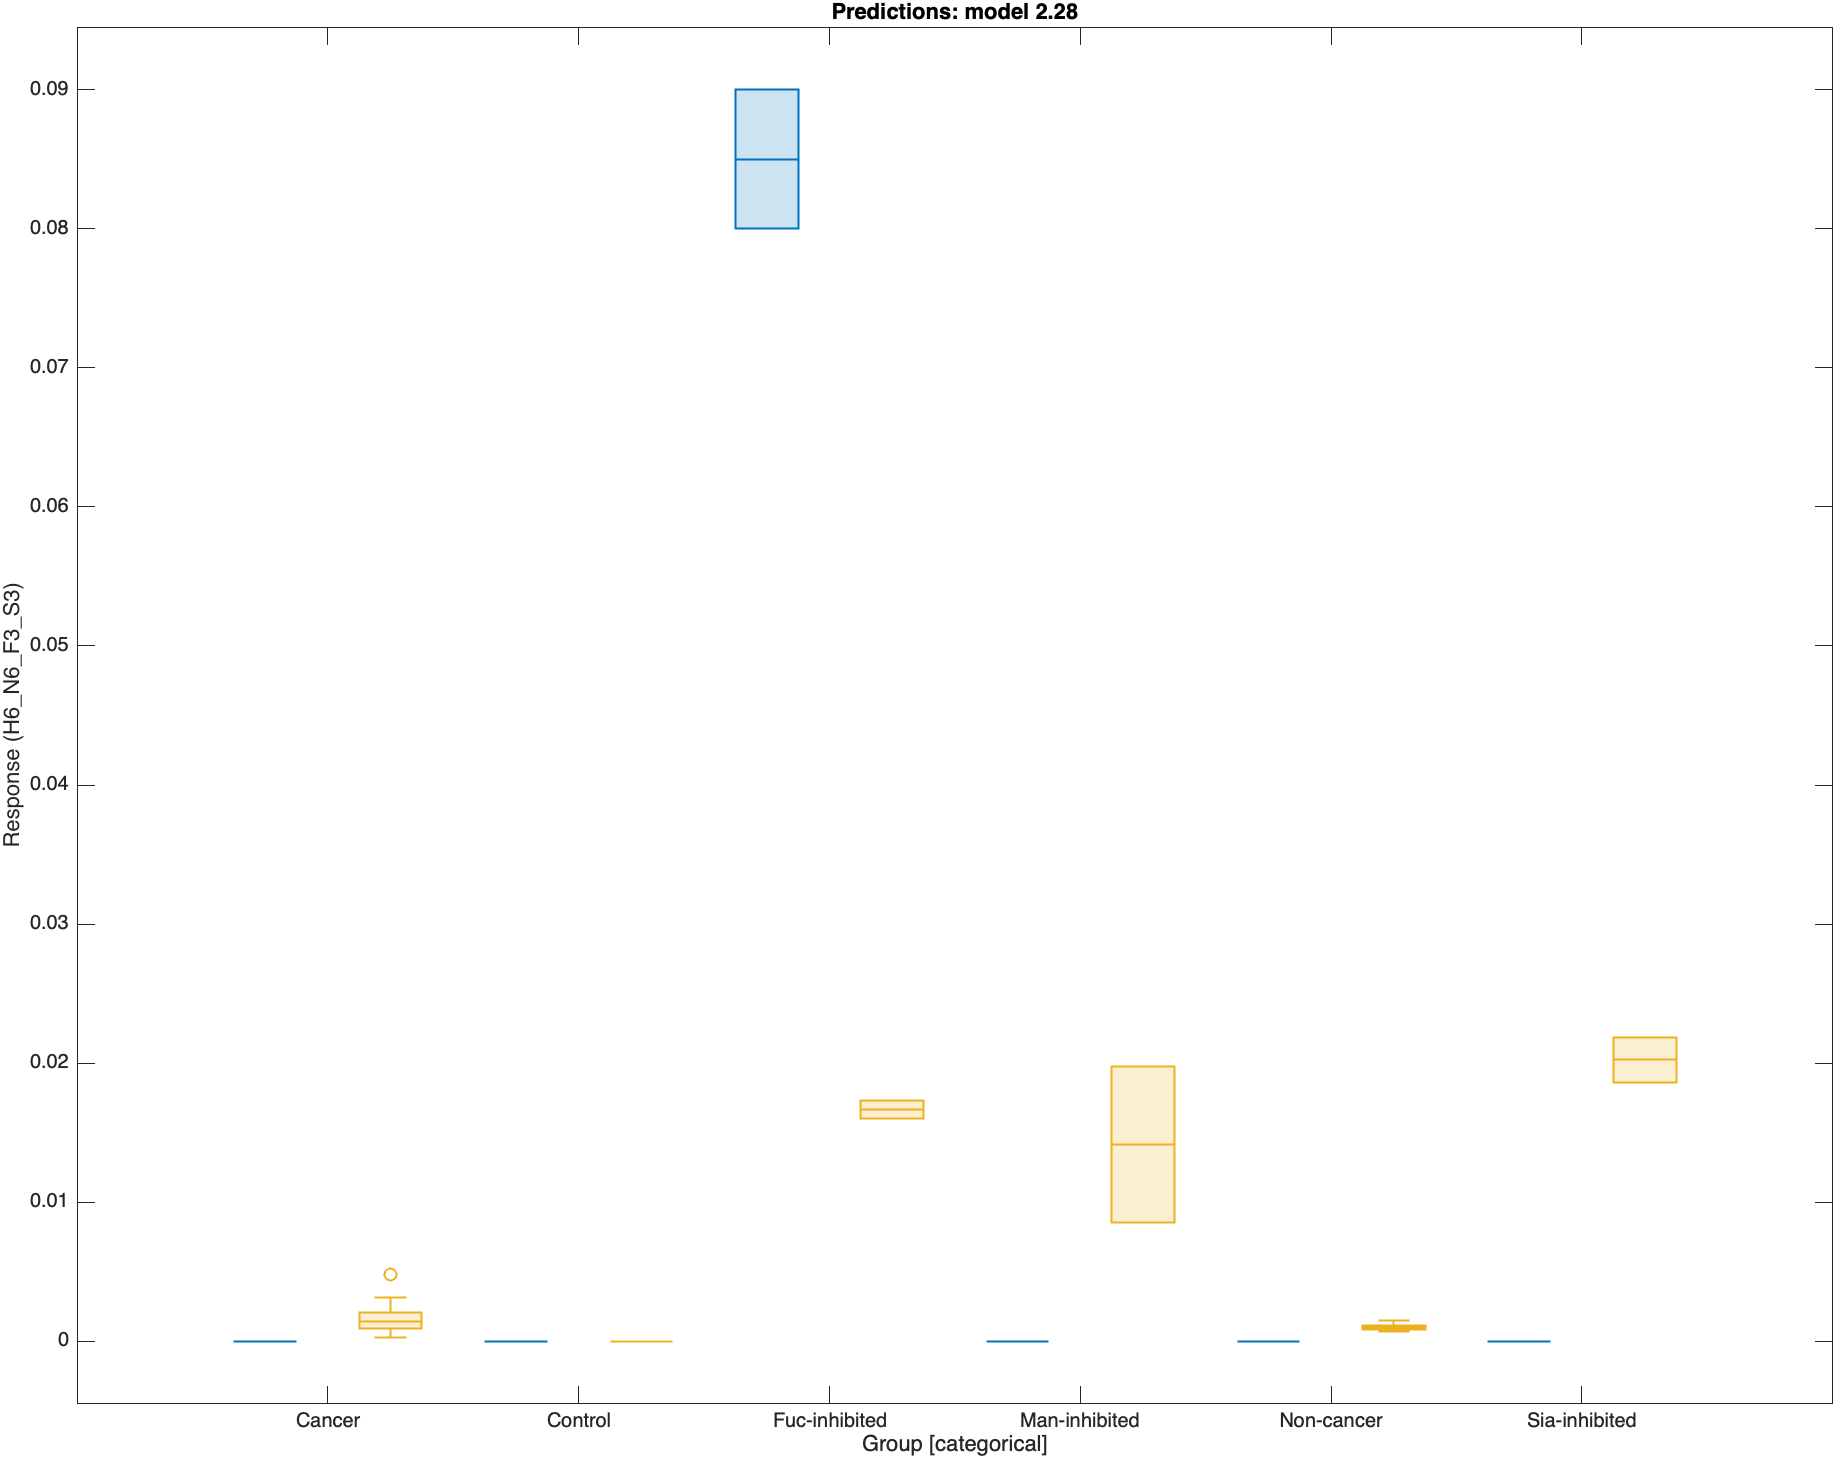 Predictions: model 2.28
0.09
0.08
0.07
0.06
0.05
0.04
0.03
0.02
0.01
0
Response (H6_N6_F3_S3)
Cancer Control Fuc-inhibited Man-inhibited Non-cancer Sia-inhibited
Group [categorical]